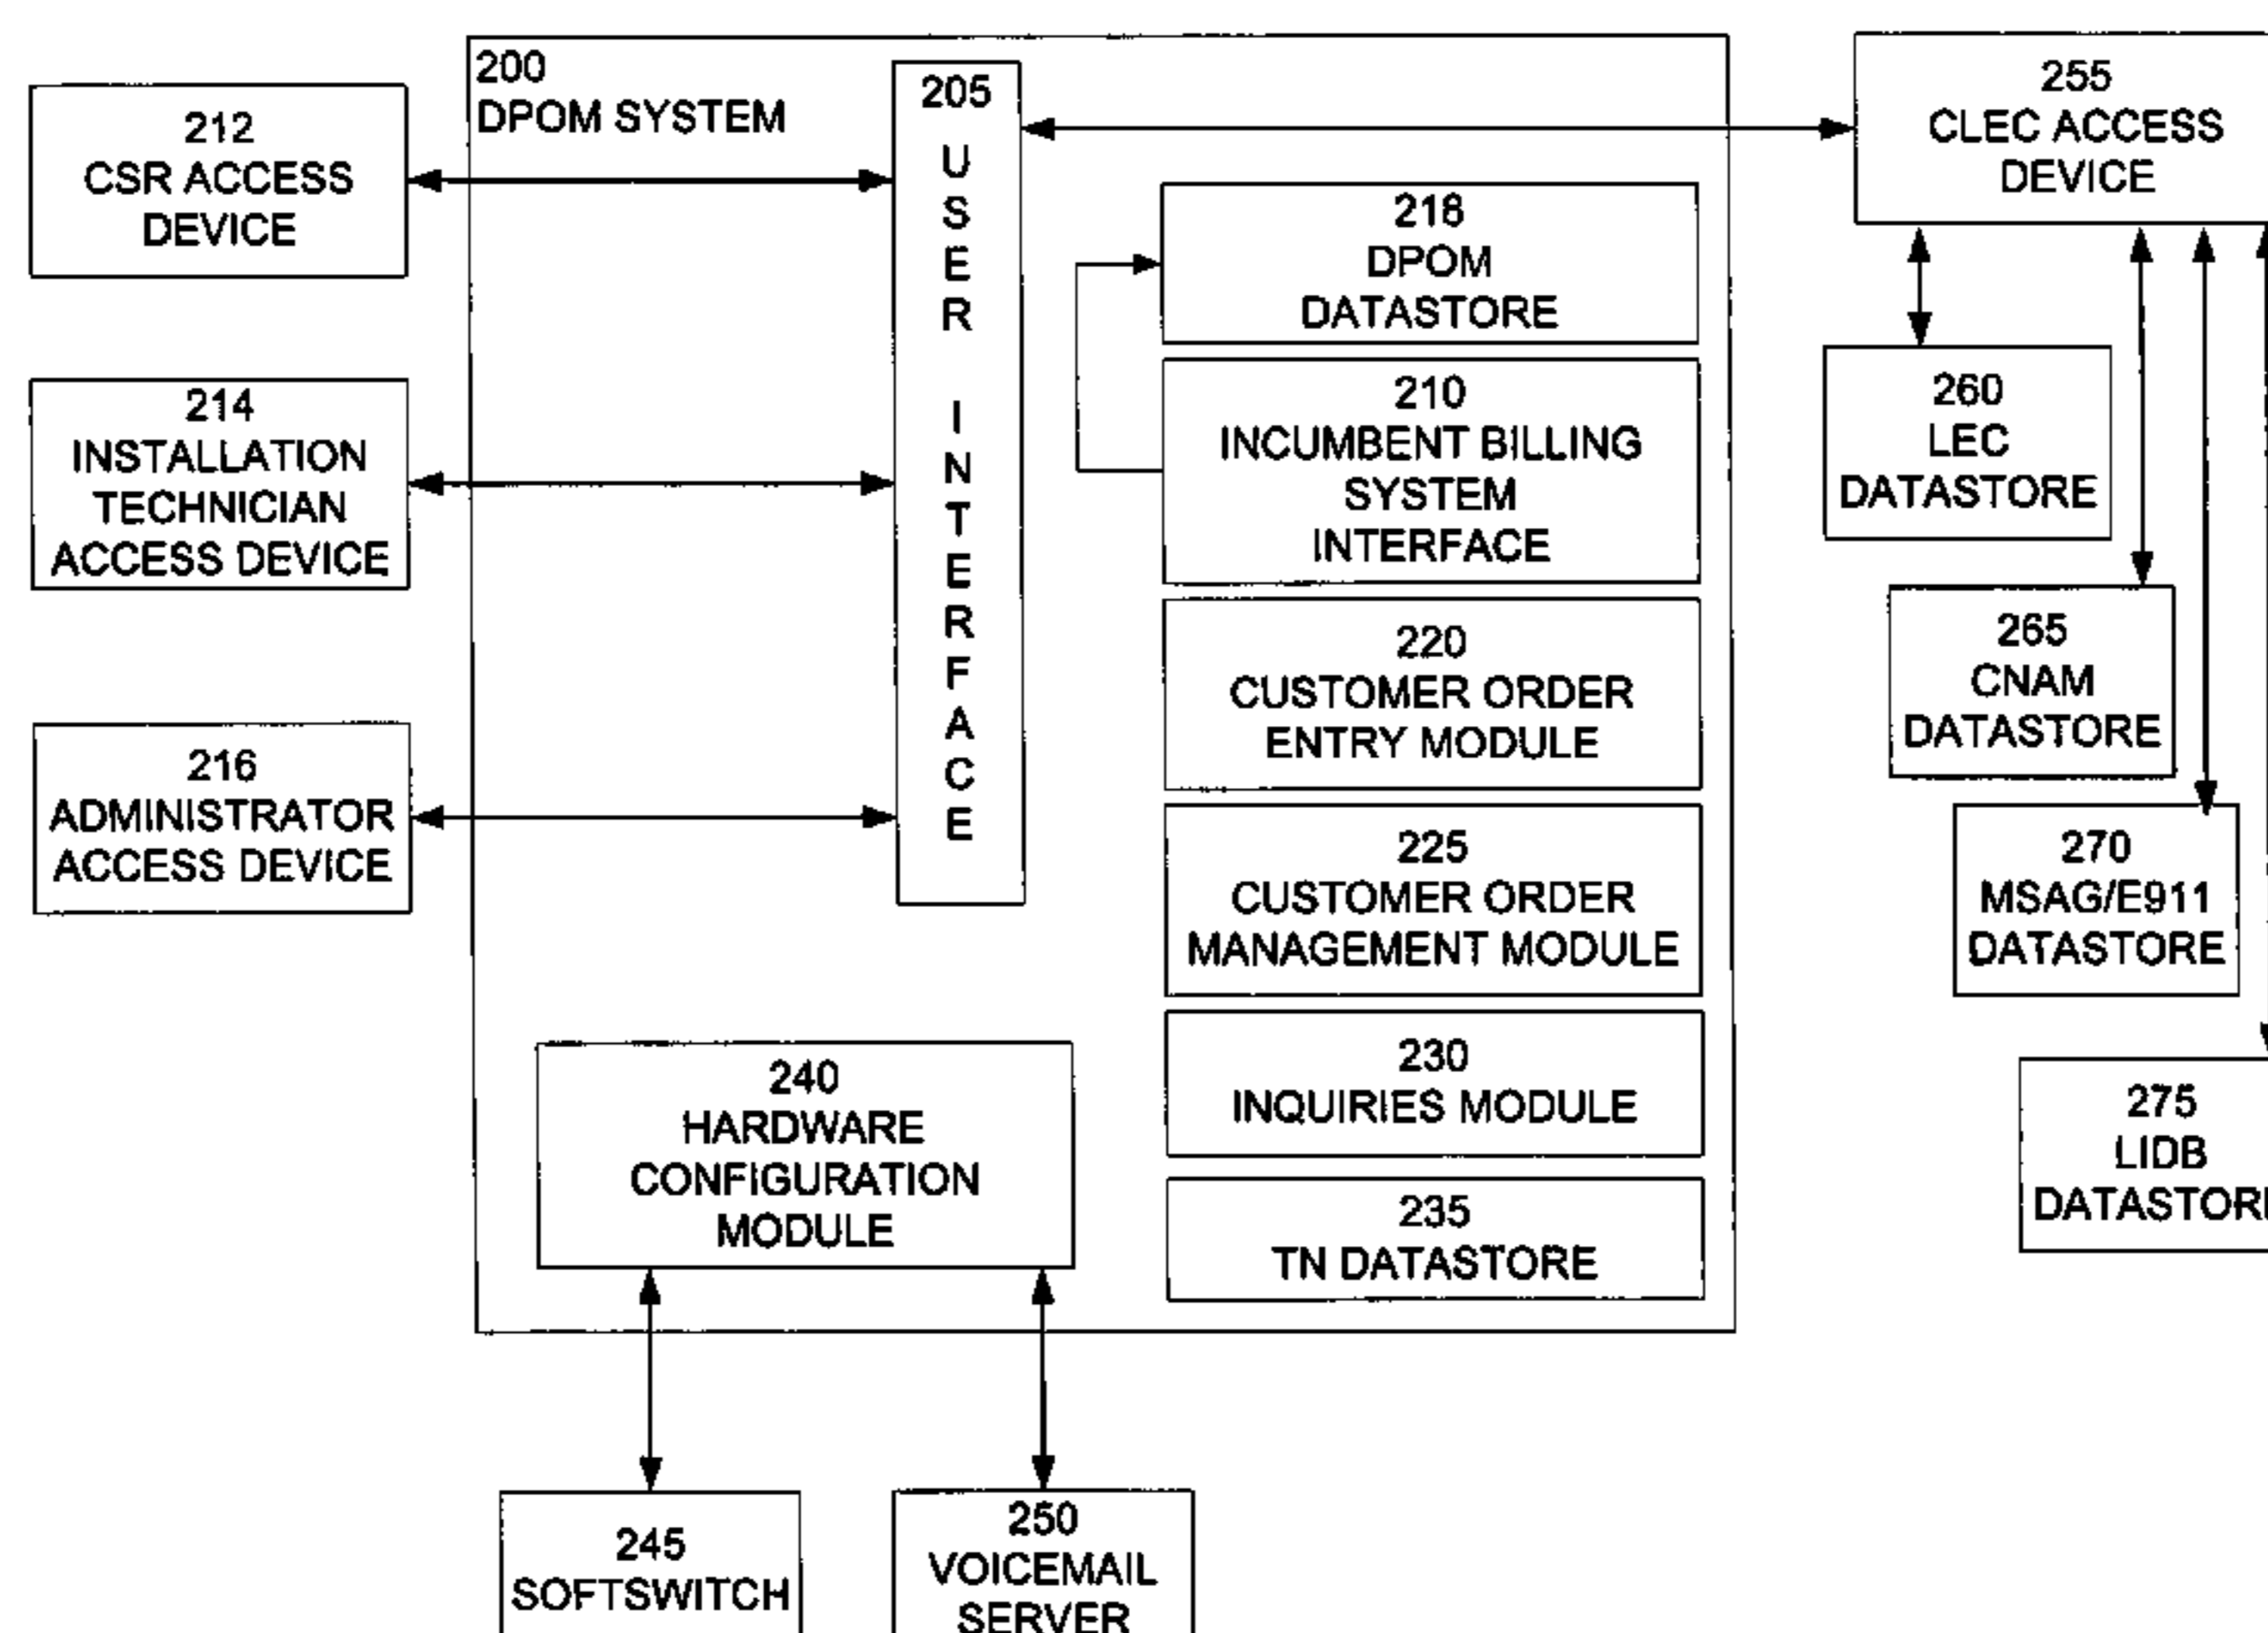 200
DPOM SYSTEM
212
CSR ACCESS
DEVICE
214
INSTALLATION
TECHNICIAN
ACCESS DEVICE
216
ADMINISTRATOR
ACCESS DEVICE
205
U
S
E
R
I
N
T
E
R
F
A
C
E
218
DPOM
DATASTORE
210
INCUMBENT BILLING
SYSTEM
INTERFACE
220
CUSTOMER ORDER
ENTRY MODULE
225
CUSTOMER ORDER
MANAGEMENT MODULE
230
INQUIRIES MODULE
235
TN DATASTORE
240
HARDWARE
CONFIGURATION
MODULE
245
SOFTSWITCH
250
VOICEMAIL
SERVER
255
CLEC ACCESS
DEVICE
260
LEC
DATASTORE
265
CNAM
DATASTORE
270
MSAG/E911
DATASTORE
275
LIDB
DATASTORE